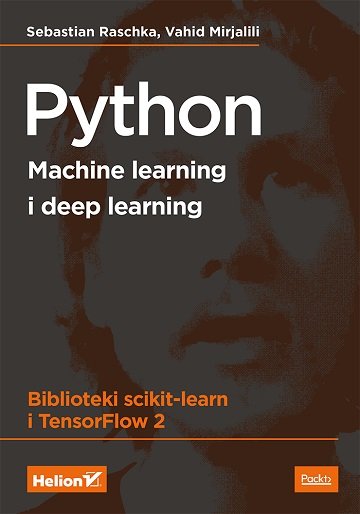 Sebastian Raschka, Vahid Mirjalili
Python
Machine learning
i deep learning
Biblioteki scikit-learn
i TensorFlow 2
Helion
Packt